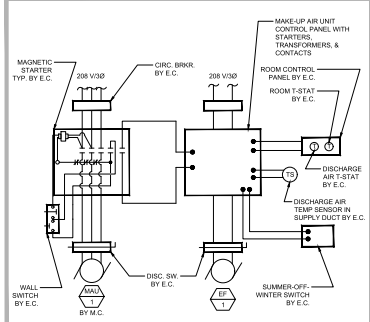 MAGNETIC
STARTER
TYP. BY E.C.
208 V/3Ø
CIRC. BRKR.
BY E.C.
208 V/3Ø
MAKE-UP AIR UNIT
CONTROL PANEL WITH
STARTERS,
TRANSFORMERS, &
CONTACTS
ROOM CONTROL
PANEL BY E.C.
ROOM T-STAT
BY E.C.
T
T
DISCHARGE
AIR T-STAT
BY E.C.
TS
DISCHARGE AIR
TEMP SENSOR IN
SUPPLY DUCT BY E.C.
WALL
SWITCH
BY E.C.
MAU
1
BY M.C.
DISC. SW.
BY E.C.
EF
1
SUMMER-OFF-
WINTER SWITCH
BY E.C.